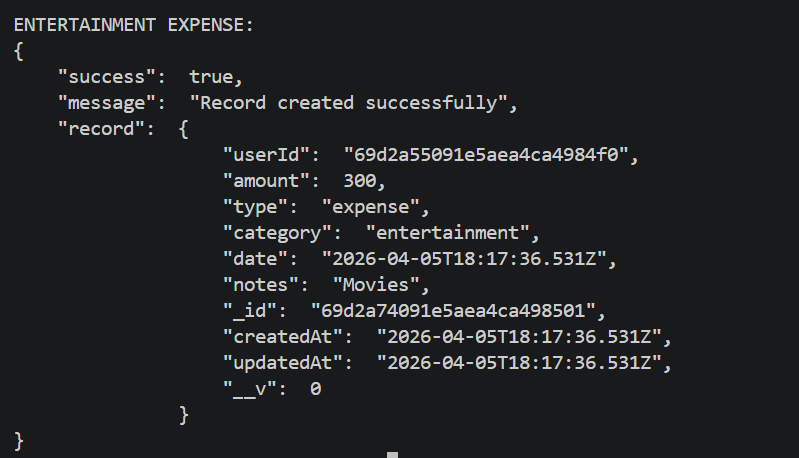 ENTERTAINMENT EXPENSE:
{
    "success":  true,
    "message":  "Record created successfully",
    "record":  {
                   "userId":  "69d2a55091e5aea4ca4984f0",
                   "amount":  300,
                   "type":  "expense",
                   "category":  "entertainment",
                   "date":  "2026-04-05T18:17:36.531Z",
                   "notes":  "Movies",
                   "_id":  "69d2a74091e5aea4ca498501",
                   "createdAt":  "2026-04-05T18:17:36.531Z",
                   "updatedAt":  "2026-04-05T18:17:36.531Z",
                   "__v":  0
               }
}